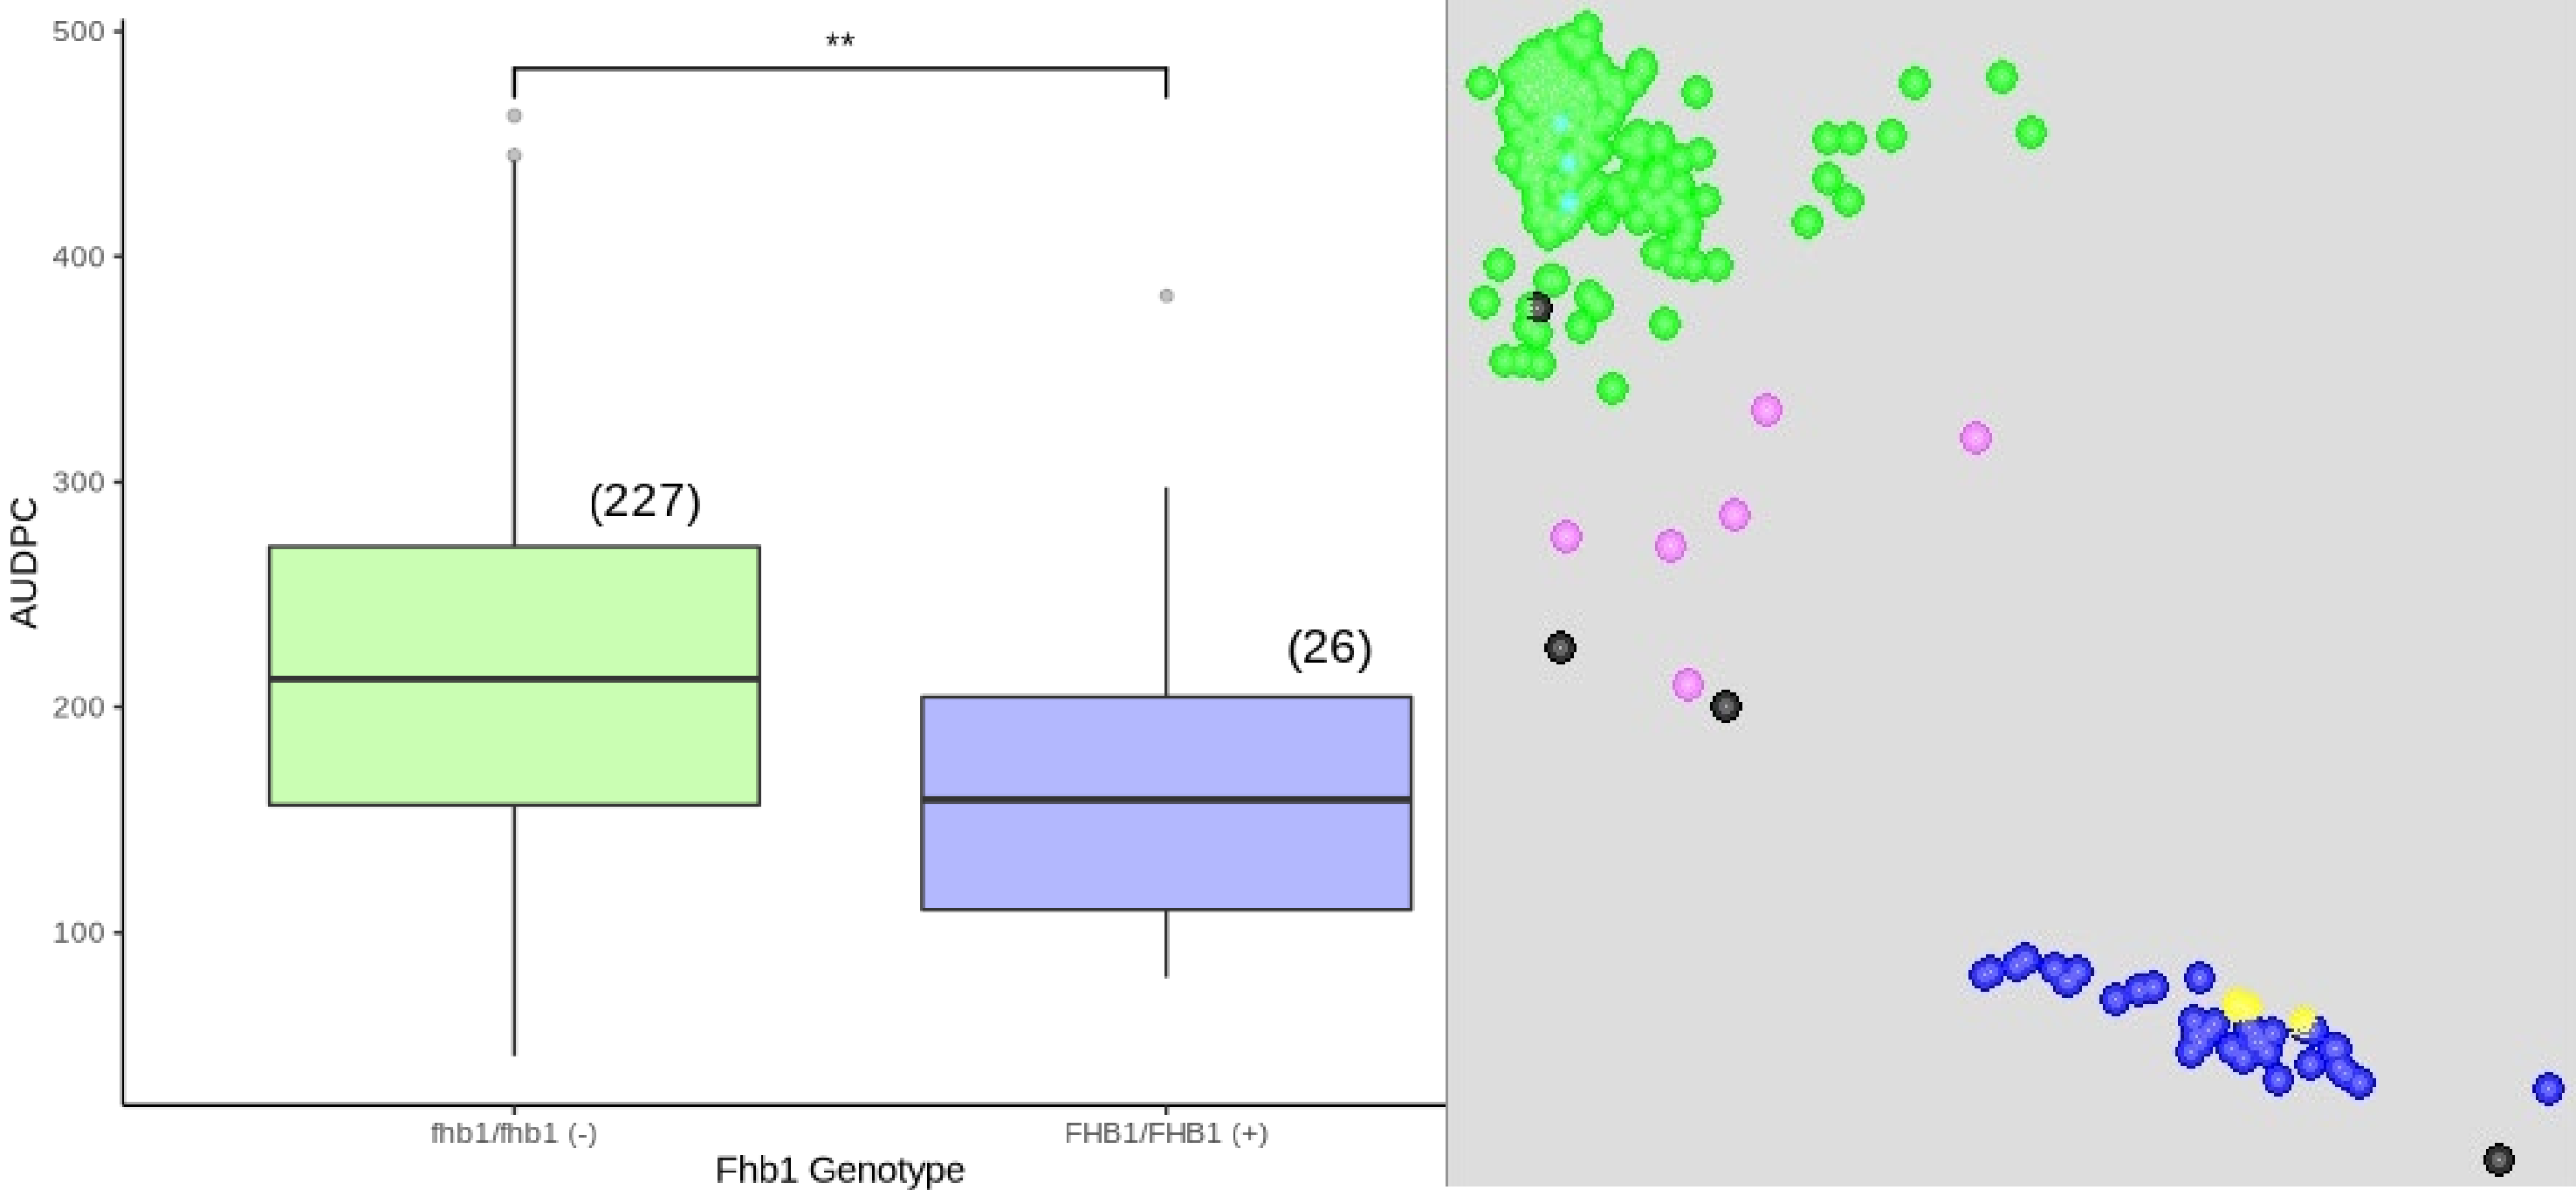 500
**
400
300
(227)
AUDPC
(26)
200
100
fhb1/fhb1 (-)
FHB1/FHB1 (+)
Fhb1 Genotype